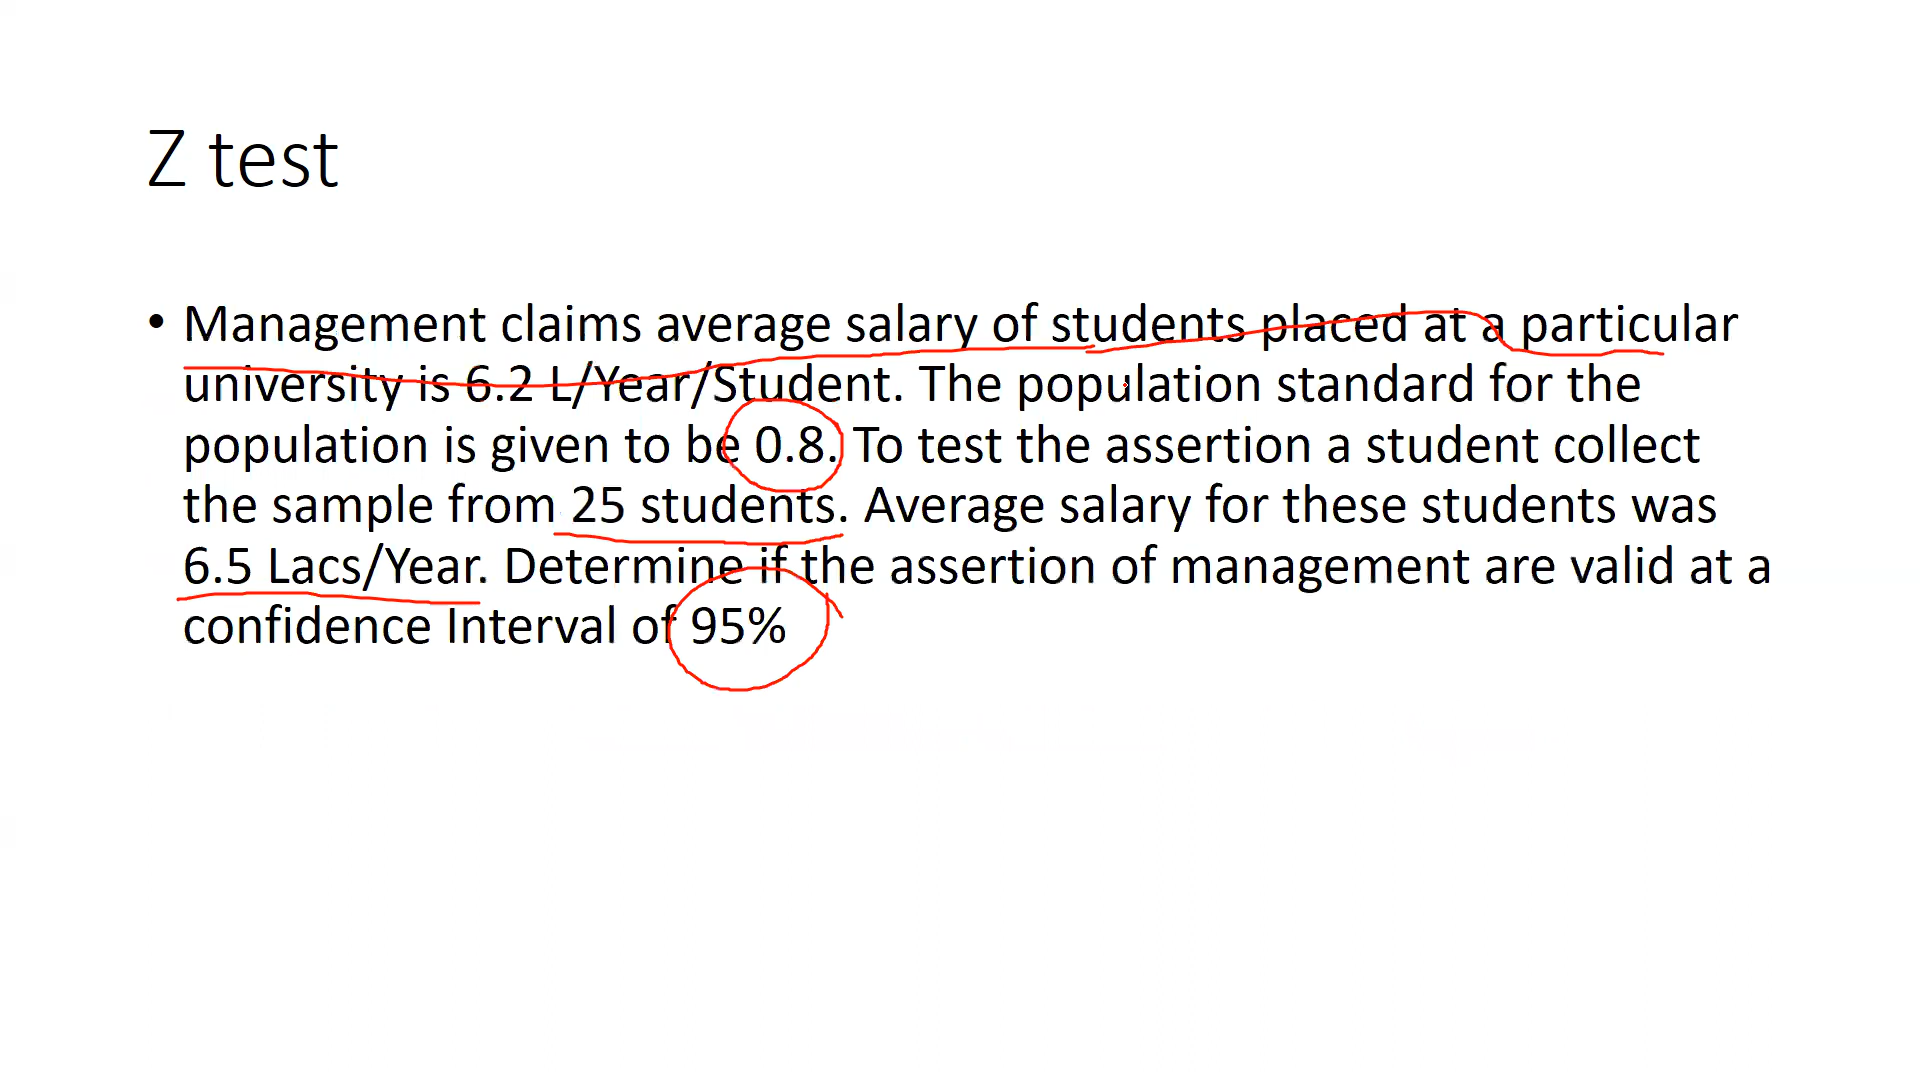 Z test
• Management claims average salary of students placed at a particular
university is 6.2 L/Year/Student. The population standard for the
population is given to be 0.8. To test the assertion a student collect
the sample from 25 students. Average salary for these students was
6.5 Lacs/Year. Determine if the assertion of management are valid at a
confidence Interval of 95%